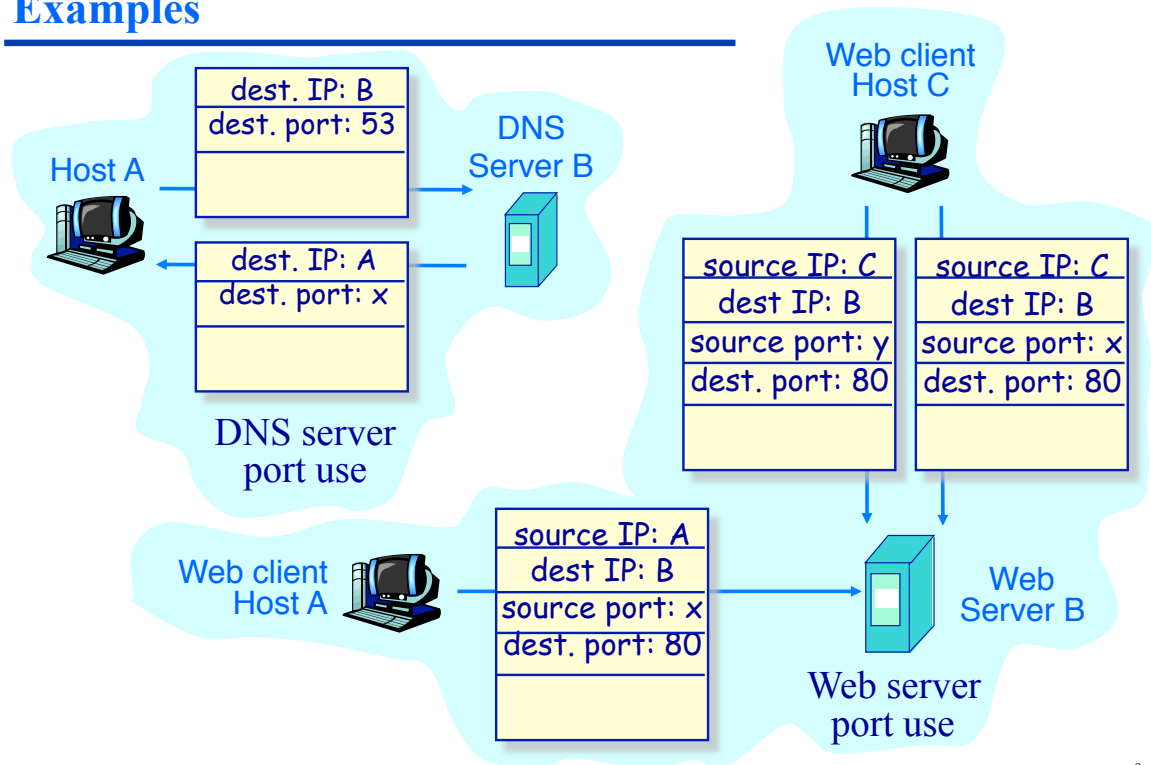 Examples
dest. IP: B
dest. port: 53
Host A
DNS
Server B
dest. IP: A
dest. port: x
DNS server
port use
Web client
Host C
source IP: C
dest IP: B
source port: y
dest. port: 80
source IP: C
dest IP: B
source port: x
dest. port: 80
Web client
Host A
source IP: A
dest IP: B
source port: x
dest. port: 80
Web
Server B
Web server
port use